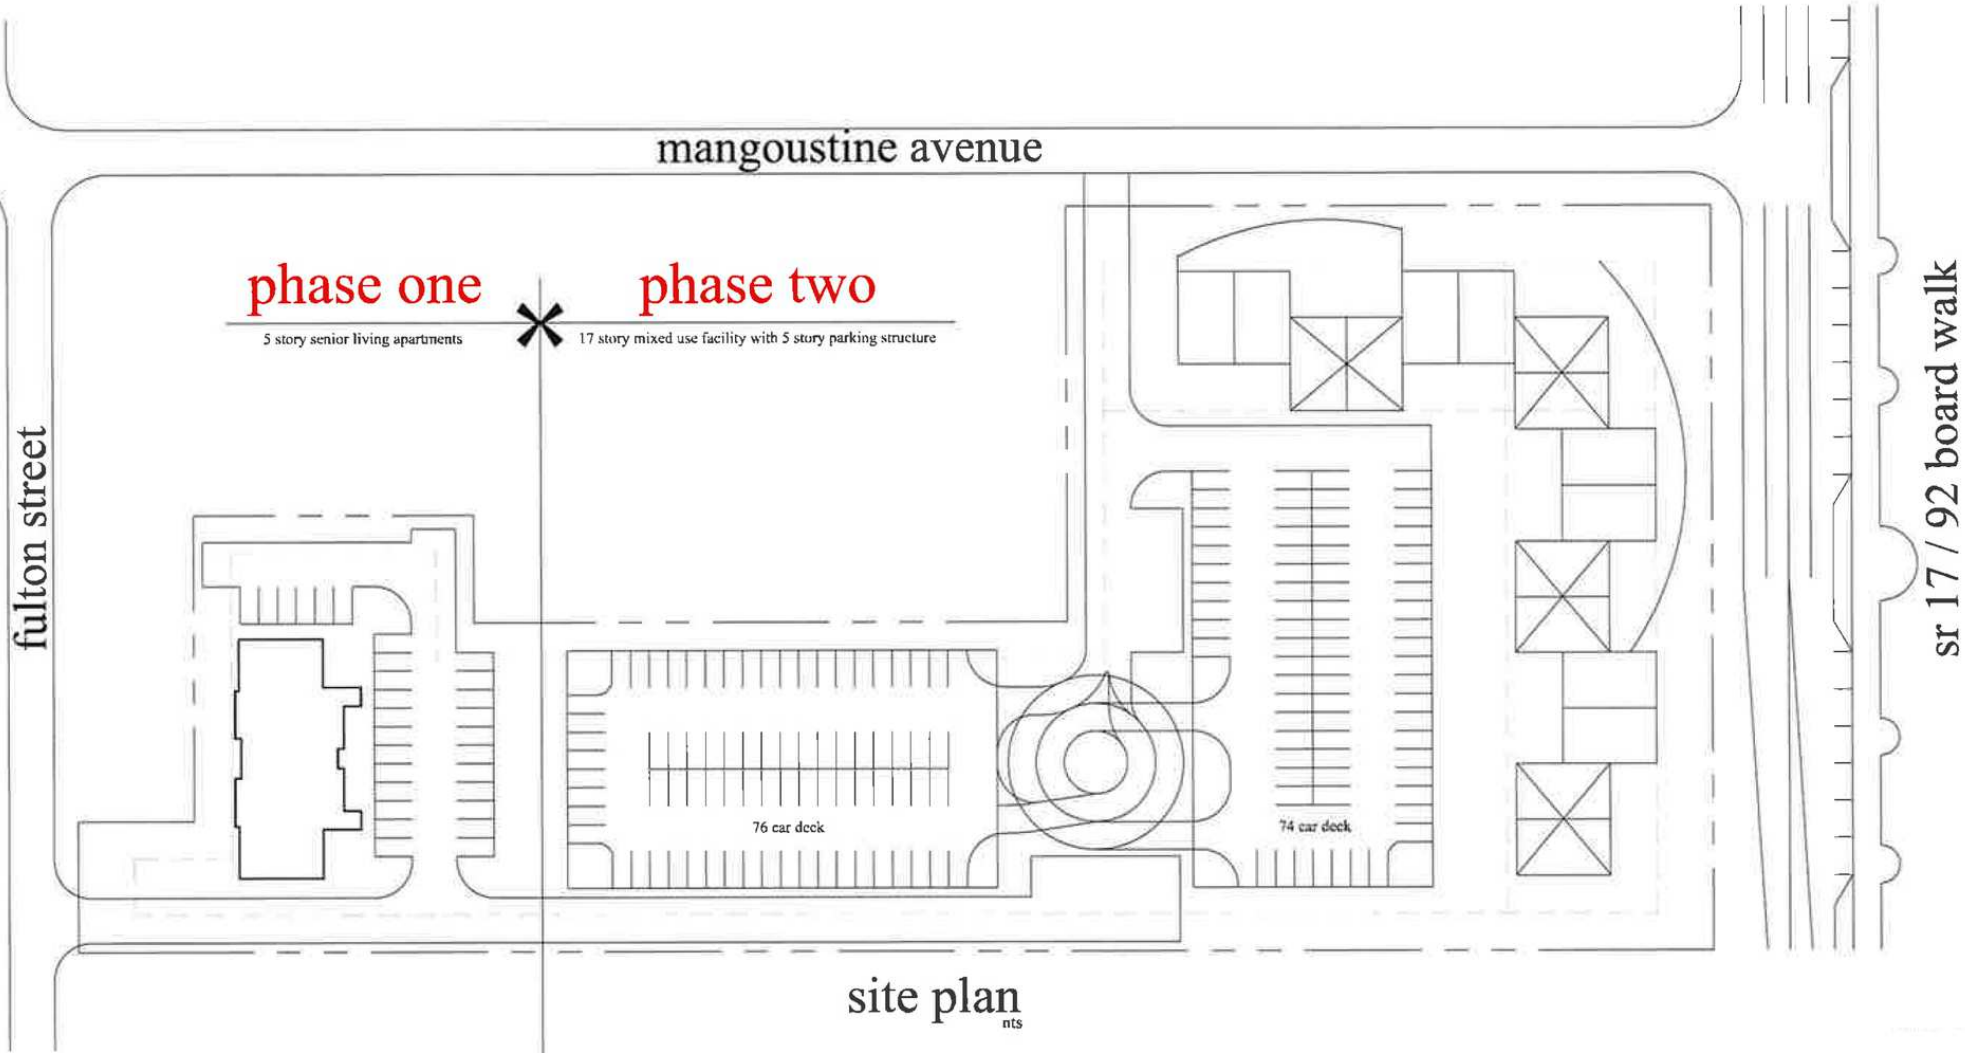 mangoustine avenue
phase one
5 story senior living apartments
phase two
17 story mixed use facility with 5 story parking structure
fulton street
sr 17 / 92 board walk
76 car deck
74 car deck
site plan
nts